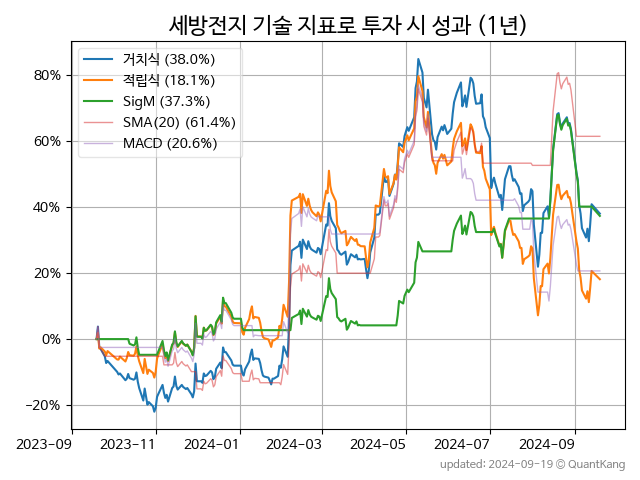 세방전지 기술 지표로 투자 시 성과 (1년)
거치식 (38.0%)
적립식 (18.1%)
SigM (37.3%)
SMA(20) (61.4%)
MACD (20.6%)
80%
60%
40%
20%
0%
−20%
2023-09 2023-11 2024-01 2024-03 2024-05 2024-07 2024-09
updated: 2024-09-19 © QuantKang